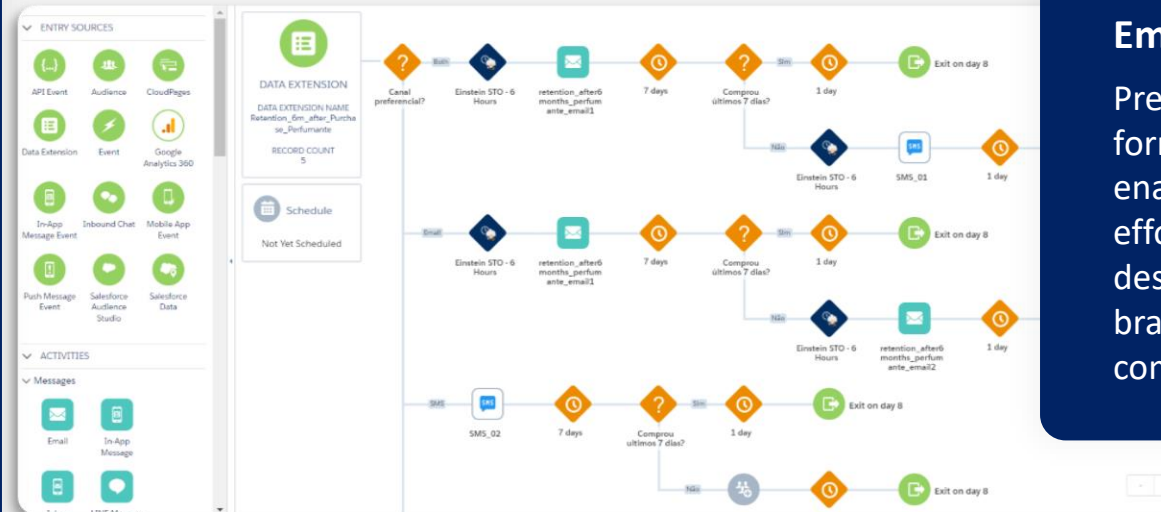 ENTRY SOURCES
API Event
Audience
CloudPages
Data Extension
Event
Google
Analytics 360
In-App
Message Event
Inbound Chat
Mobile App
Event
Push Message
Event
Salesforce
Audience
Studio
Salesforce
Data
ACTIVITIES
Messages
Email
In-App
Message
DATA EXTENSION
DATA EXTENSION NAME
Retention_6m_after_Purcha
se_Perfumante
RECORD COUNT
5
Schedule
Not Yet Scheduled
Canal
preferencial?
Both
Einstein STO - 6
Hours
retention_after6
months_perfum
ante_email1
7 days
Comprou
últimos 7 dias?
Sim
1 day
Exit on day 8
Não
Einstein STO - 6
Hours
SMS
SMS_01
1 day
Email
Einstein STO - 6
Hours
retention_after6
months_perfum
ante_email1
7 days
Comprou
últimos 7 dias?
Sim
1 day
Exit on day 8
Não
Einstein STO - 6
Hours
retention_after6
months_perfum
ante_email2
1 day
SMS
SMS
SMS_02
7 days
Comprou
ultimos 7 dias?
Sim
1 day
Exit on day 8
Não
Exit on day 8
Em
Pre
for
ena
effo
des
bra
con